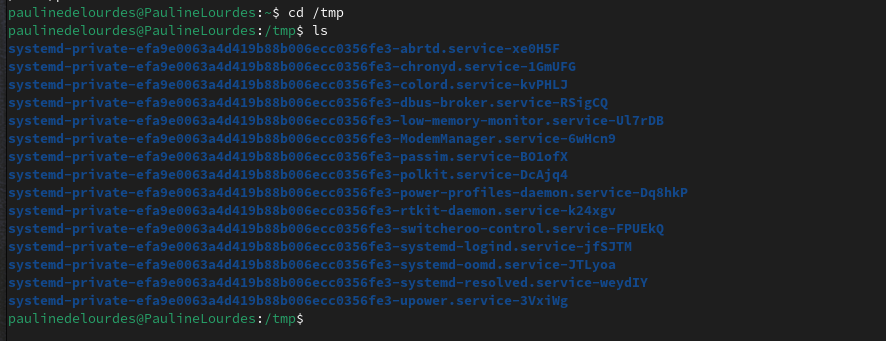 paulinedelourdes@PaulineLourdes:~$ cd /tmp
paulinedelourdes@PaulineLourdes:/tmp$ ls
systemd-private-efa9e0063a4d419b88b006ecc0356fe3-abrtd.service-xe0H5F
systemd-private-efa9e0063a4d419b88b006ecc0356fe3-chronyd.service-1GmUFG
systemd-private-efa9e0063a4d419b88b006ecc0356fe3-colord.service-kvPHLJ
systemd-private-efa9e0063a4d419b88b006ecc0356fe3-dbus-broker.service-RSigCQ
systemd-private-efa9e0063a4d419b88b006ecc0356fe3-low-memory-monitor.service-Ul7rDB
systemd-private-efa9e0063a4d419b88b006ecc0356fe3-ModemManager.service-6wHcn9
systemd-private-efa9e0063a4d419b88b006ecc0356fe3-passim.service-BO1ofX
systemd-private-efa9e0063a4d419b88b006ecc0356fe3-polkit.service-DcAjq4
systemd-private-efa9e0063a4d419b88b006ecc0356fe3-power-profiles-daemon.service-Dq8hkP
systemd-private-efa9e0063a4d419b88b006ecc0356fe3-rtkit-daemon.service-k24xgv
systemd-private-efa9e0063a4d419b88b006ecc0356fe3-switcheroo-control.service-FPUEkQ
systemd-private-efa9e0063a4d419b88b006ecc0356fe3-systemd-logind.service-jfSJTM
systemd-private-efa9e0063a4d419b88b006ecc0356fe3-systemd-oomd.service-JTLyoa
systemd-private-efa9e0063a4d419b88b006ecc0356fe3-systemd-resolved.service-weydIY
systemd-private-efa9e0063a4d419b88b006ecc0356fe3-upower.service-3VxiWg
paulinedelourdes@PaulineLourdes:/tmp$